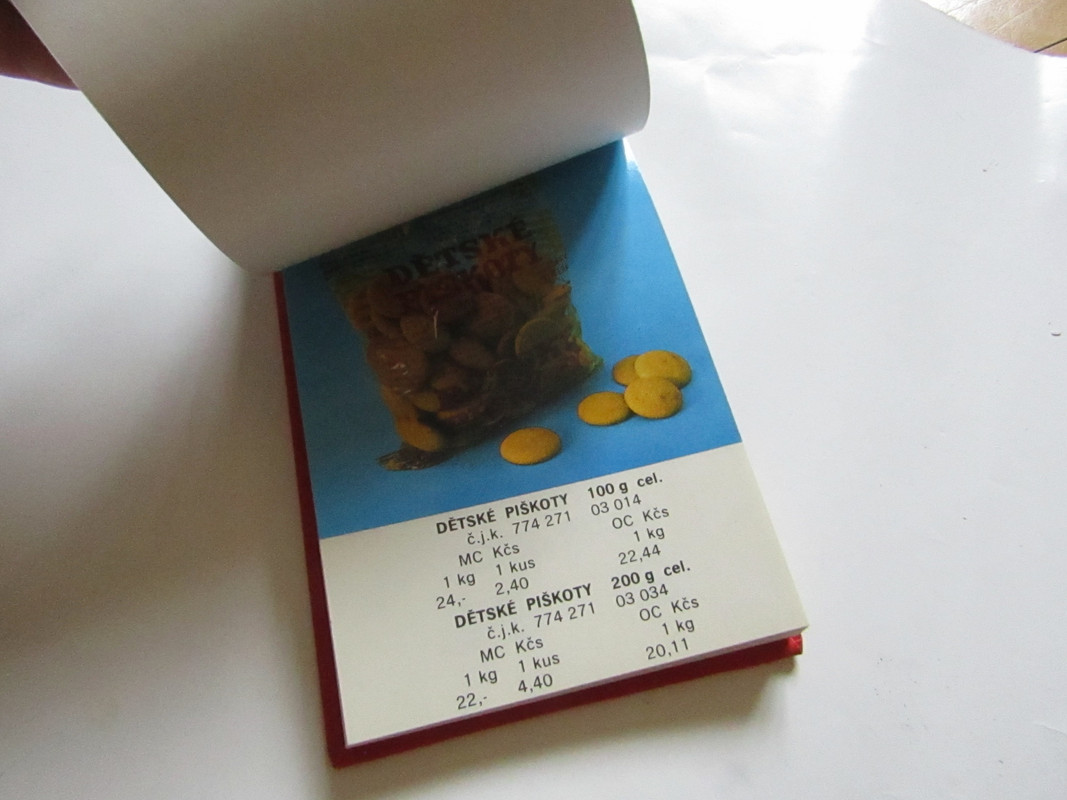 DĚTSKÉ
PIŠKOTY
DĚTSKÉ PIŠKOTY 100 g cel.
č.j.k. 774 271 03 014
MC Kčs OC Kčs
1 kg 1 kus 1 kg
24,- 2,40 22,44
DĚTSKÉ PIŠKOTY 200 g cel.
č.j.k. 774 271 03 034
MC Kčs OC Kčs
1 kg 1 kus 1 kg
22,- 4,40 20,11